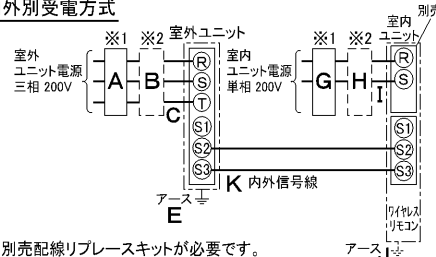 外別受電方式
別売
※1 ※2 室外ユニット
室外
ユニット電源
三相 200V
A B
C
R
S
T
S1
S2
S3
アース
E
※1 ※2 室内
ユニット
室内
ユニット電源
単相 200V
G H
I
R
S
S1
S2
S3
K 内外信号線
ワイヤレス
リモコン
アース
別売配線リプレースキットが必要です。